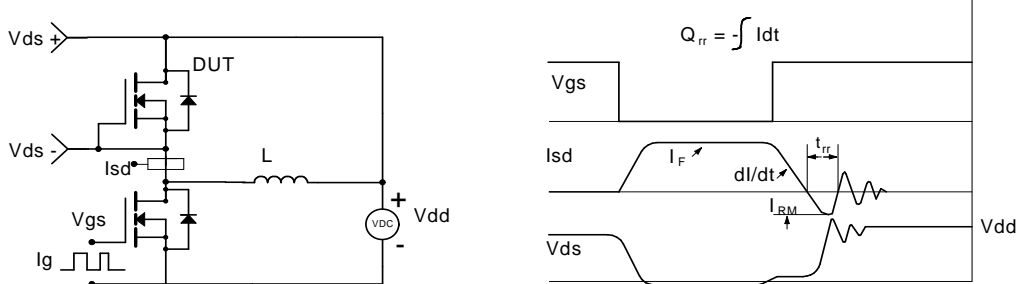 Vds +
DUT
Vds -
Isd
L
Vgs
+
VDC
Vdd
-
Ig
Q rr = - ∫ Idt
Vgs
Isd
I F
dI/dt
t rr
I RM
Vdd
Vds